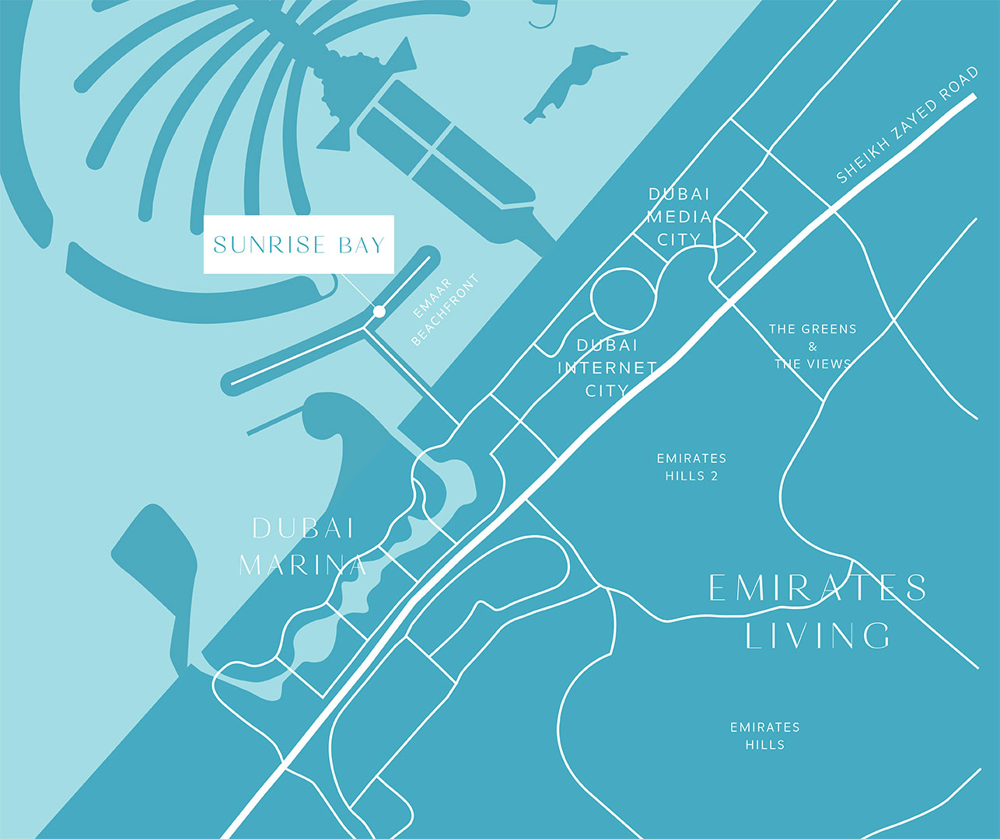 SHEIKH ZAYED ROAD
DUBAI
MEDIA
CITY
SUNRISE BAY
EMAAR
BEACHFRONT
THE GREENS
&
THE VIEWS
DUBAI
INTERNET
CITY
EMIRATES
HILLS 2
DUBAI
MARINA
EMIRATES
LIVING
EMIRATES
HILLS